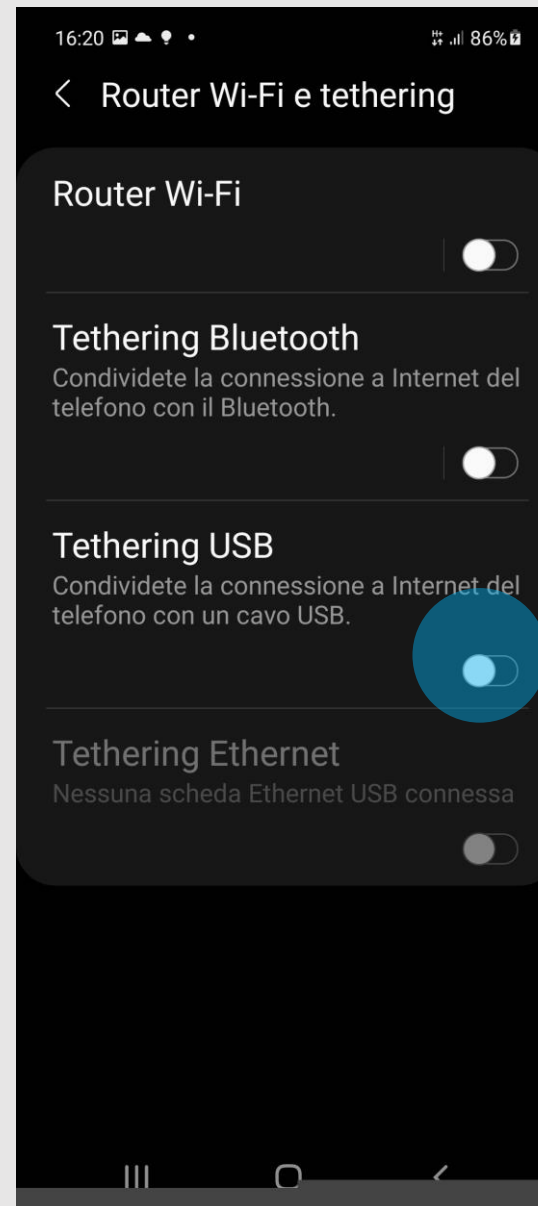 16:20
86%
Router Wi-Fi e tethering
Router Wi-Fi
Tethering Bluetooth
Condividete la connessione a Internet del
telefono con il Bluetooth.
Tethering USB
Condividete la connessione a Internet del
telefono con un cavo USB.
Tethering Ethernet
Nessuna scheda Ethernet USB connessa